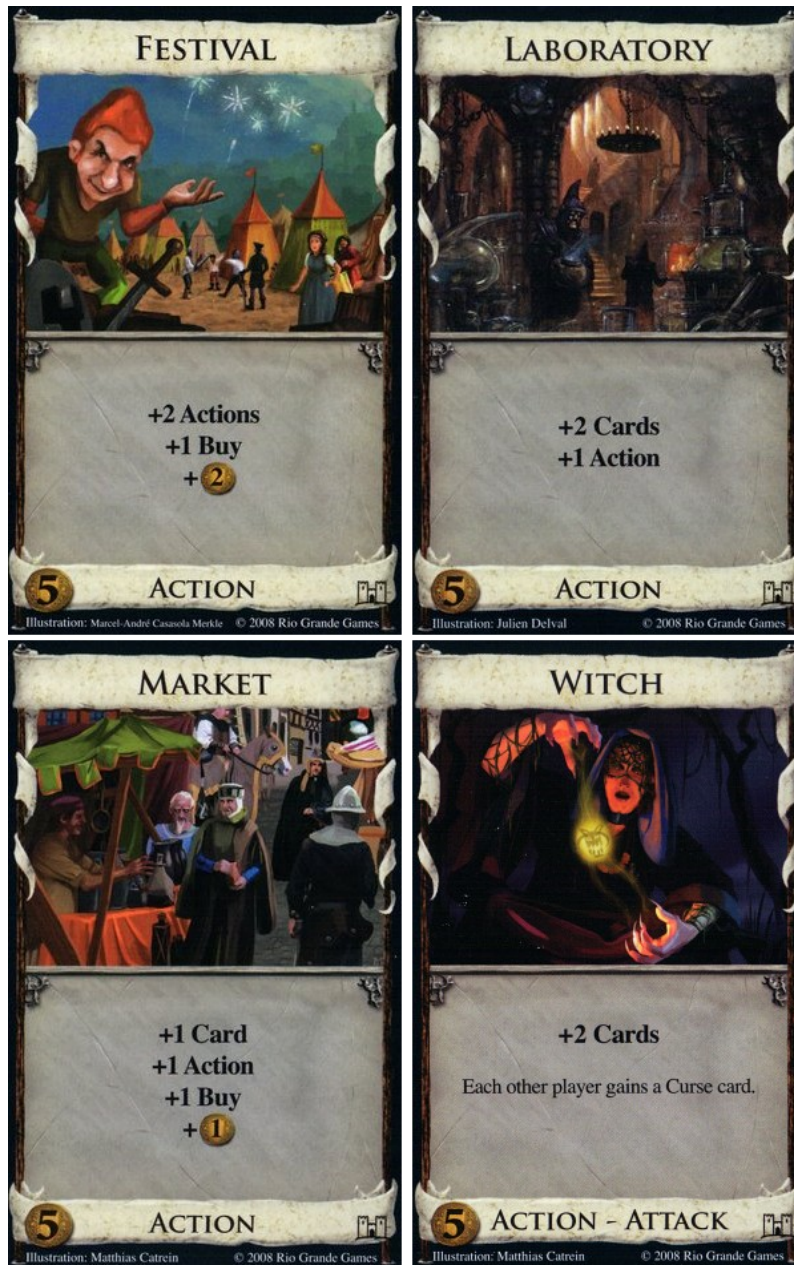 FESTIVAL
+2 Actions
+1 Buy
+ 2
5 ACTION
Illustration: Marcel-André Casasola Merkle © 2008 Rio Grande Games
LABORATORY
+2 Cards
+1 Action
5 ACTION
Illustration: Julien Delval © 2008 Rio Grande Games
MARKET
+1 Card
+1 Action
+1 Buy
+ 1
5 ACTION
Illustration: Matthias Catrein © 2008 Rio Grande Games
WITCH
+2 Cards
Each other player gains a Curse card.
5 ACTION - ATTACK
Illustration: Matthias Catrein © 2008 Rio Grande Games